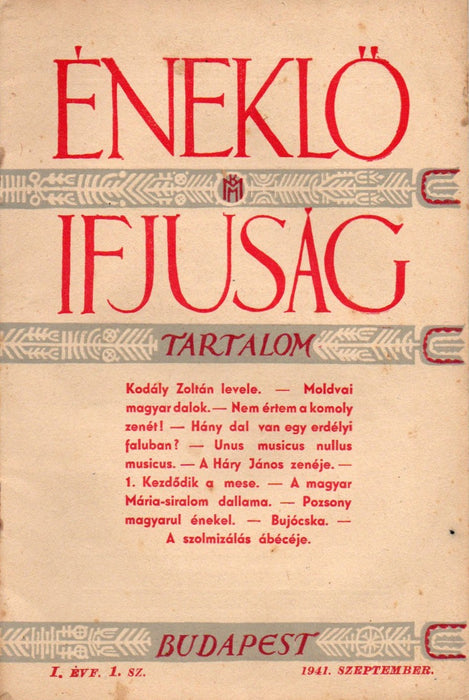 ÉNEKLŐ
IFJUSÁG
TARTALOM
Kodály Zoltán levele. — Moldvai
magyar dalok. — Nem értem a komoly
zenét! — Hány dal van egy erdélyi
faluban? — Unus musicus nullus
musicus. — A Háry János zenéje. —
1. Kezdődik a mese. — A magyar
Mária-siralom dallama. — Pozsony
magyarul énekel. — Bujócska. —
A szolmizálás ábécéje.
BUDAPEST
I. ÉVF. 1. SZ. 1941. SZEPTEMBER.